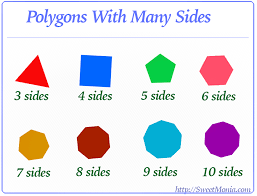 Polygons With Many Sides
3 sides 4 sides 5 sides 6 sides
7 sides 8 sides 9 sides 10 sides
http://SweetMania.com